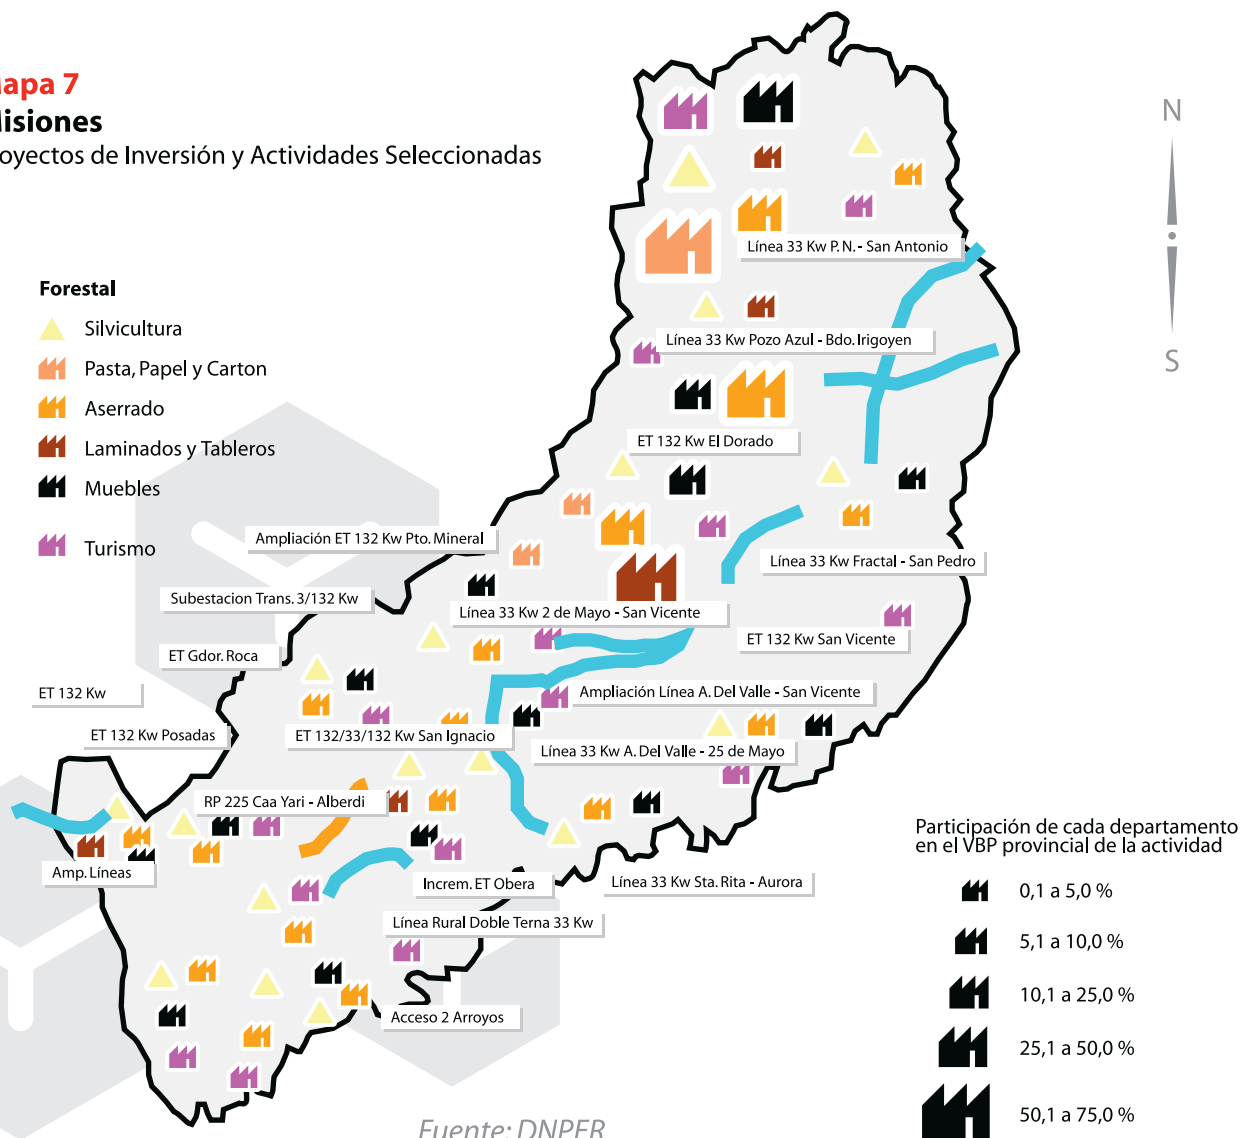 apa 7
isiones
oyectos de Inversión y Actividades Seleccionadas
N
S
Forestal
Silvicultura
Pasta, Papel y Carton
Aserrado
Laminados y Tableros
Muebles
Turismo
Línea 33 Kw P. N. - San Antonio
Línea 33 Kw Pozo Azul - Bdo. Irigoyen
ET 132 Kw El Dorado
Ampliación ET 132 Kw Pto. Mineral
Línea 33 Kw Fractal - San Pedro
Subestacion Trans. 3/132 Kw
Línea 33 Kw 2 de Mayo - San Vicente
ET 132 Kw San Vicente
ET Gdor. Roca
ET 132 Kw
Ampliación Línea A. Del Valle - San Vicente
ET 132 Kw Posadas
ET 132/33/132 Kw San Ignacio
Línea 33 Kw A. Del Valle - 25 de Mayo
RP 225 Caa Yari - Alberdi
Amp. Líneas
Increm. ET Obera
Línea 33 Kw Sta. Rita - Aurora
Línea Rural Doble Terna 33 Kw
Acceso 2 Arroyos
Participación de cada departamento
en el VBP provincial de la actividad
0,1 a 5,0 %
5,1 a 10,0 %
10,1 a 25,0 %
25,1 a 50,0 %
50,1 a 75,0 %
Fuente: DNPER